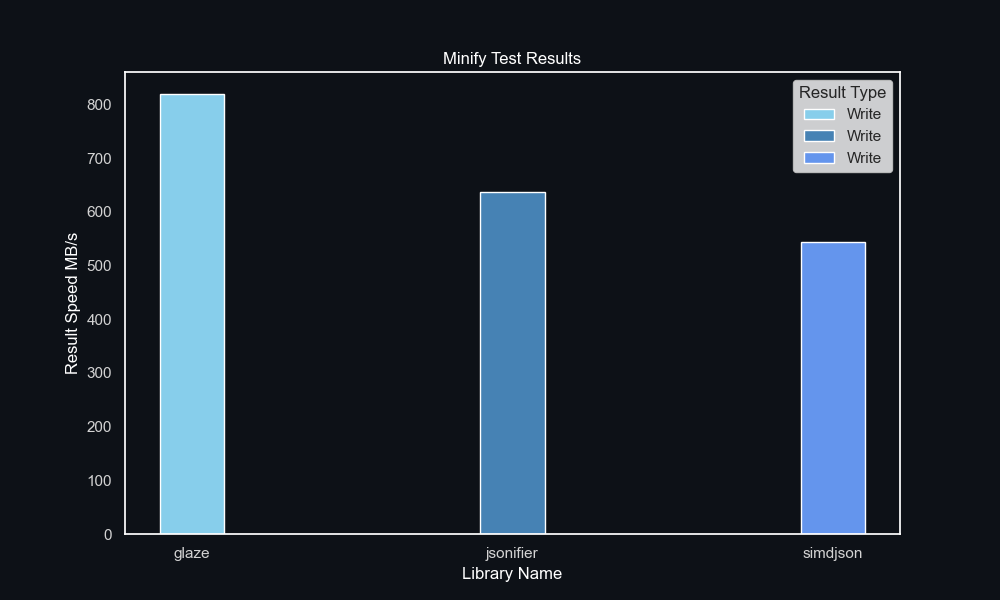 Minify Test Results
Result Type
Write
Write
Write
Result Speed MB/s
800
700
600
500
400
300
200
100
0
glaze
jsonifier
simdjson
Library Name